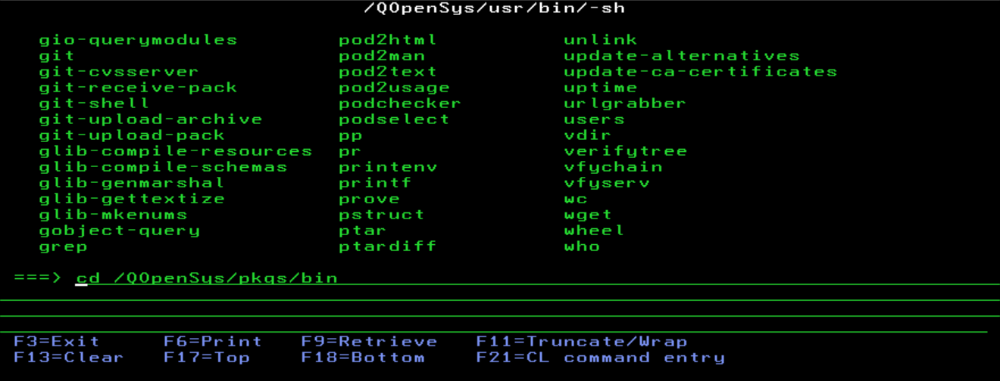 /QOpenSys/usr/bin/-sh
gio-querymodules pod2html unlink
git pod2man update-alternatives
git-cvsserver pod2text update-ca-certificates
git-receive-pack pod2usage uptime
git-shell podchecker urlgrabber
git-upload-archive podselect users
git-upload-pack pp vdir
glib-compile-resources pr verifytree
glib-compile-schemas printenv vfychain
glib-genmarshal printf vfyserv
glib-gettextize prove wc
glib-mkenums pstruct wget
gobject-query ptar wheel
grep ptardiff who
===> cd /QOpenSys/pkgs/bin
F3=Exit F6=Print F9=Retrieve F11=Truncate/Wrap
F13=Clear F17=Top F18=Bottom F21=CL command entry